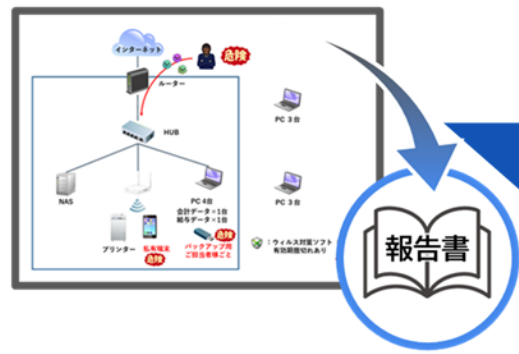 インターネット
危険
ルーター
HUB
PC 3台
NAS
PC 4台
会計データ×1台
給与データ×1台
PC 3台
プリンター
私有端末
危険
危険
バックアップ用
ご担当者様ごと
:ウィルス対策ソフト
有効期限切れあり
報告書